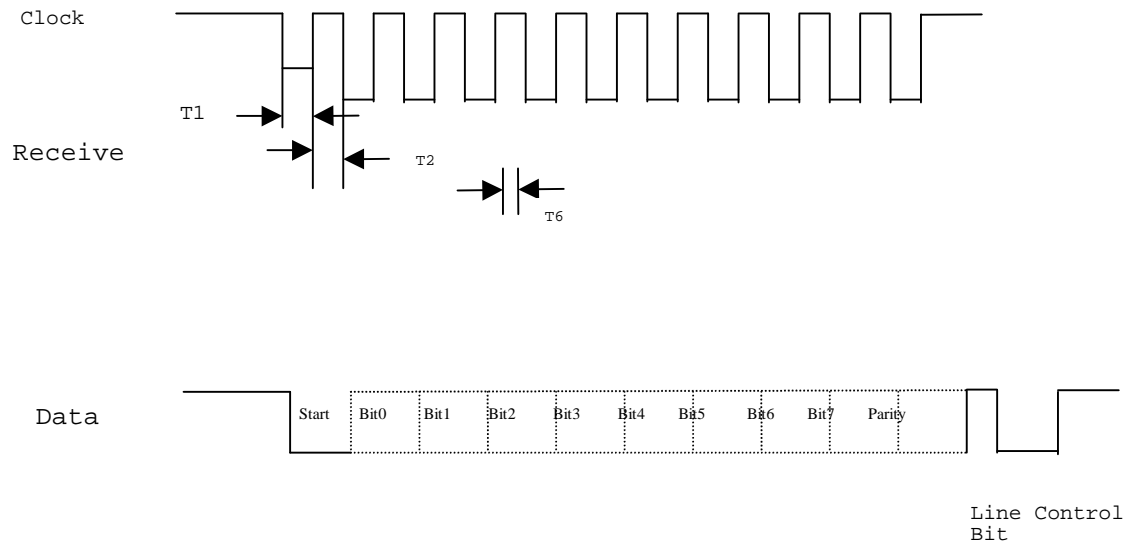 Clock
T1
Receive
T2
T6
Data
Start Bit0 Bit1 Bit2 Bit3 Bit4 Bit5 Bit6 Bit7 Parity
Line Control
Bit